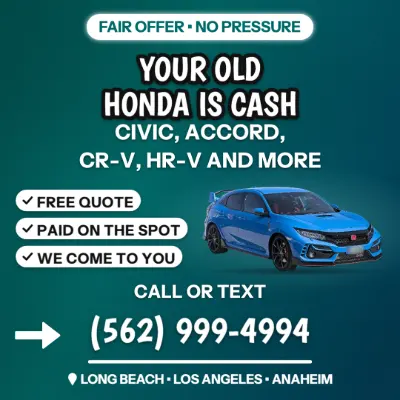 FAIR OFFER • NO PRESSURE
YOUR OLD
HONDA IS CASH
CIVIC, ACCORD,
CR-V, HR-V AND MORE
FREE QUOTE
PAID ON THE SPOT
WE COME TO YOU
CALL OR TEXT
(562) 999-4994
LONG BEACH • LOS ANGELES • ANAHEIM